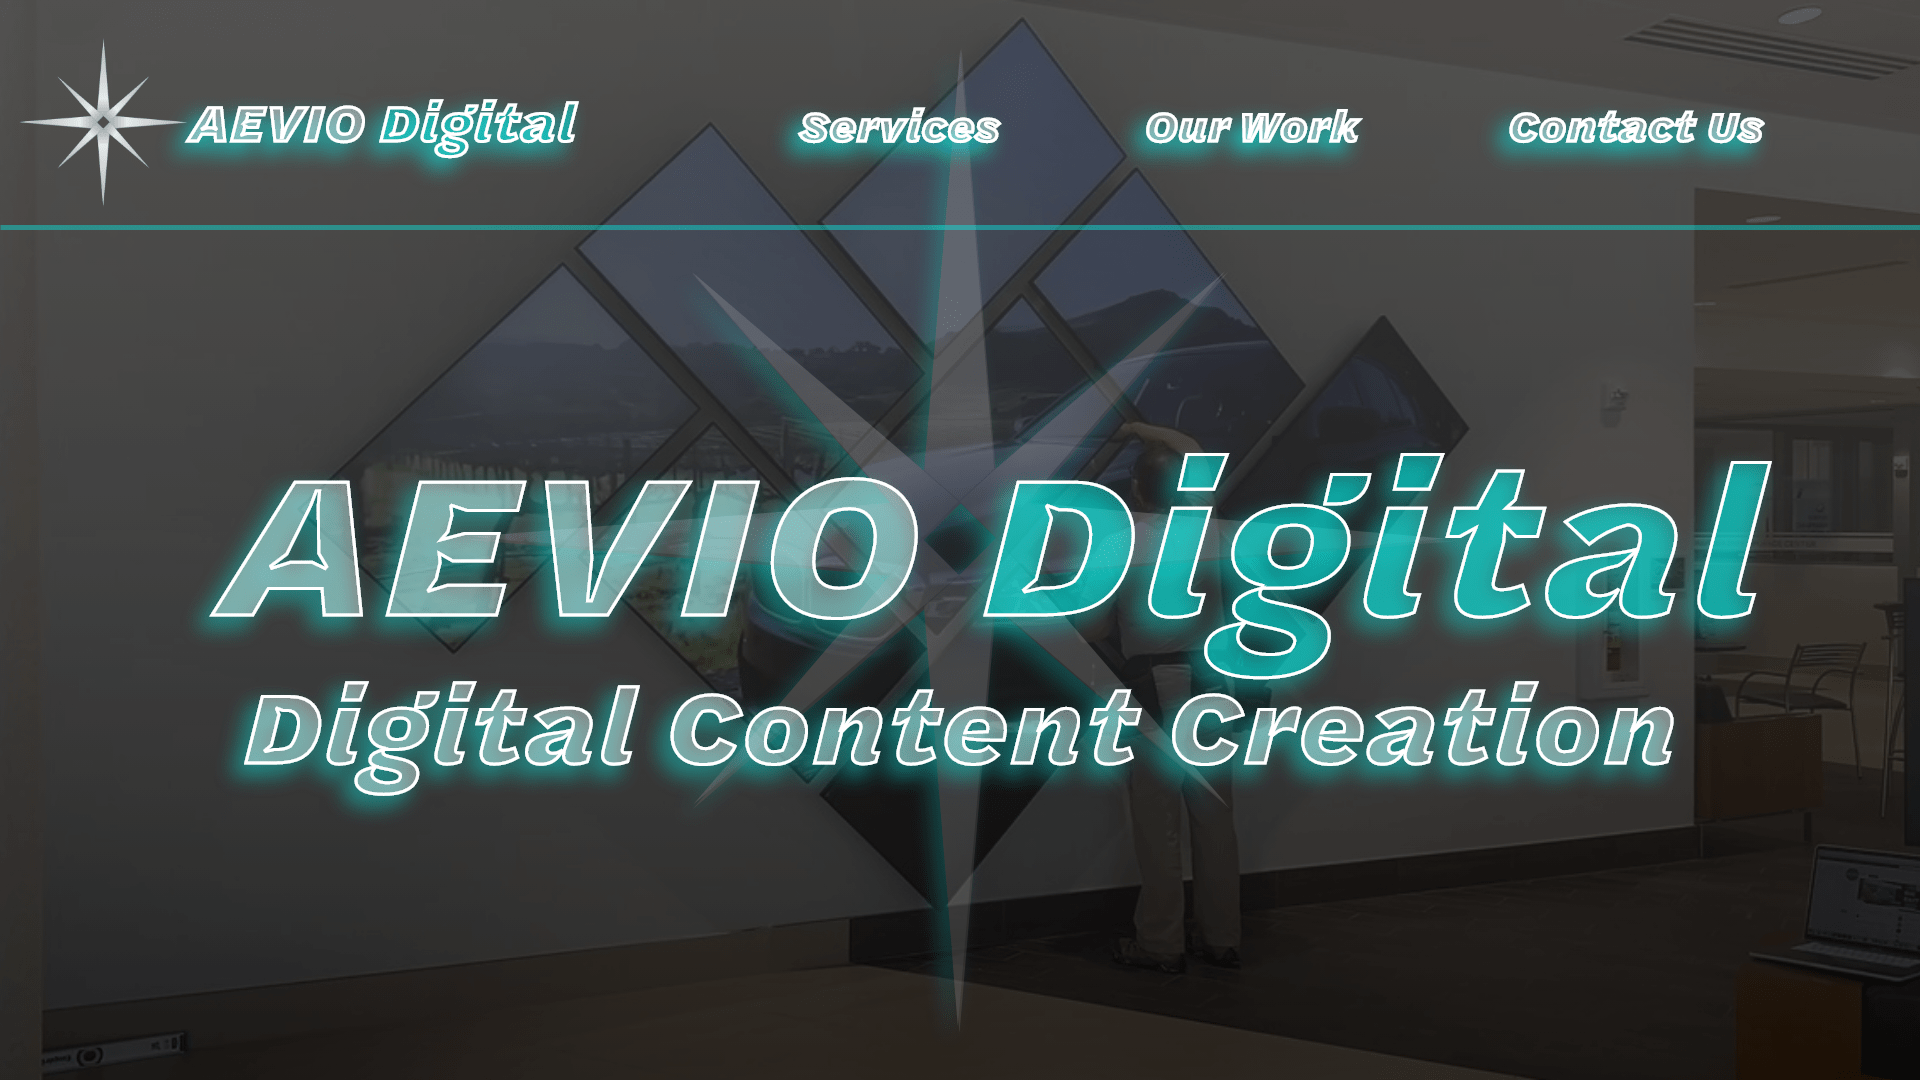 AEVIO Digital
Services
Our Work
Contact Us
AEVIO Digital
Digital Content Creation